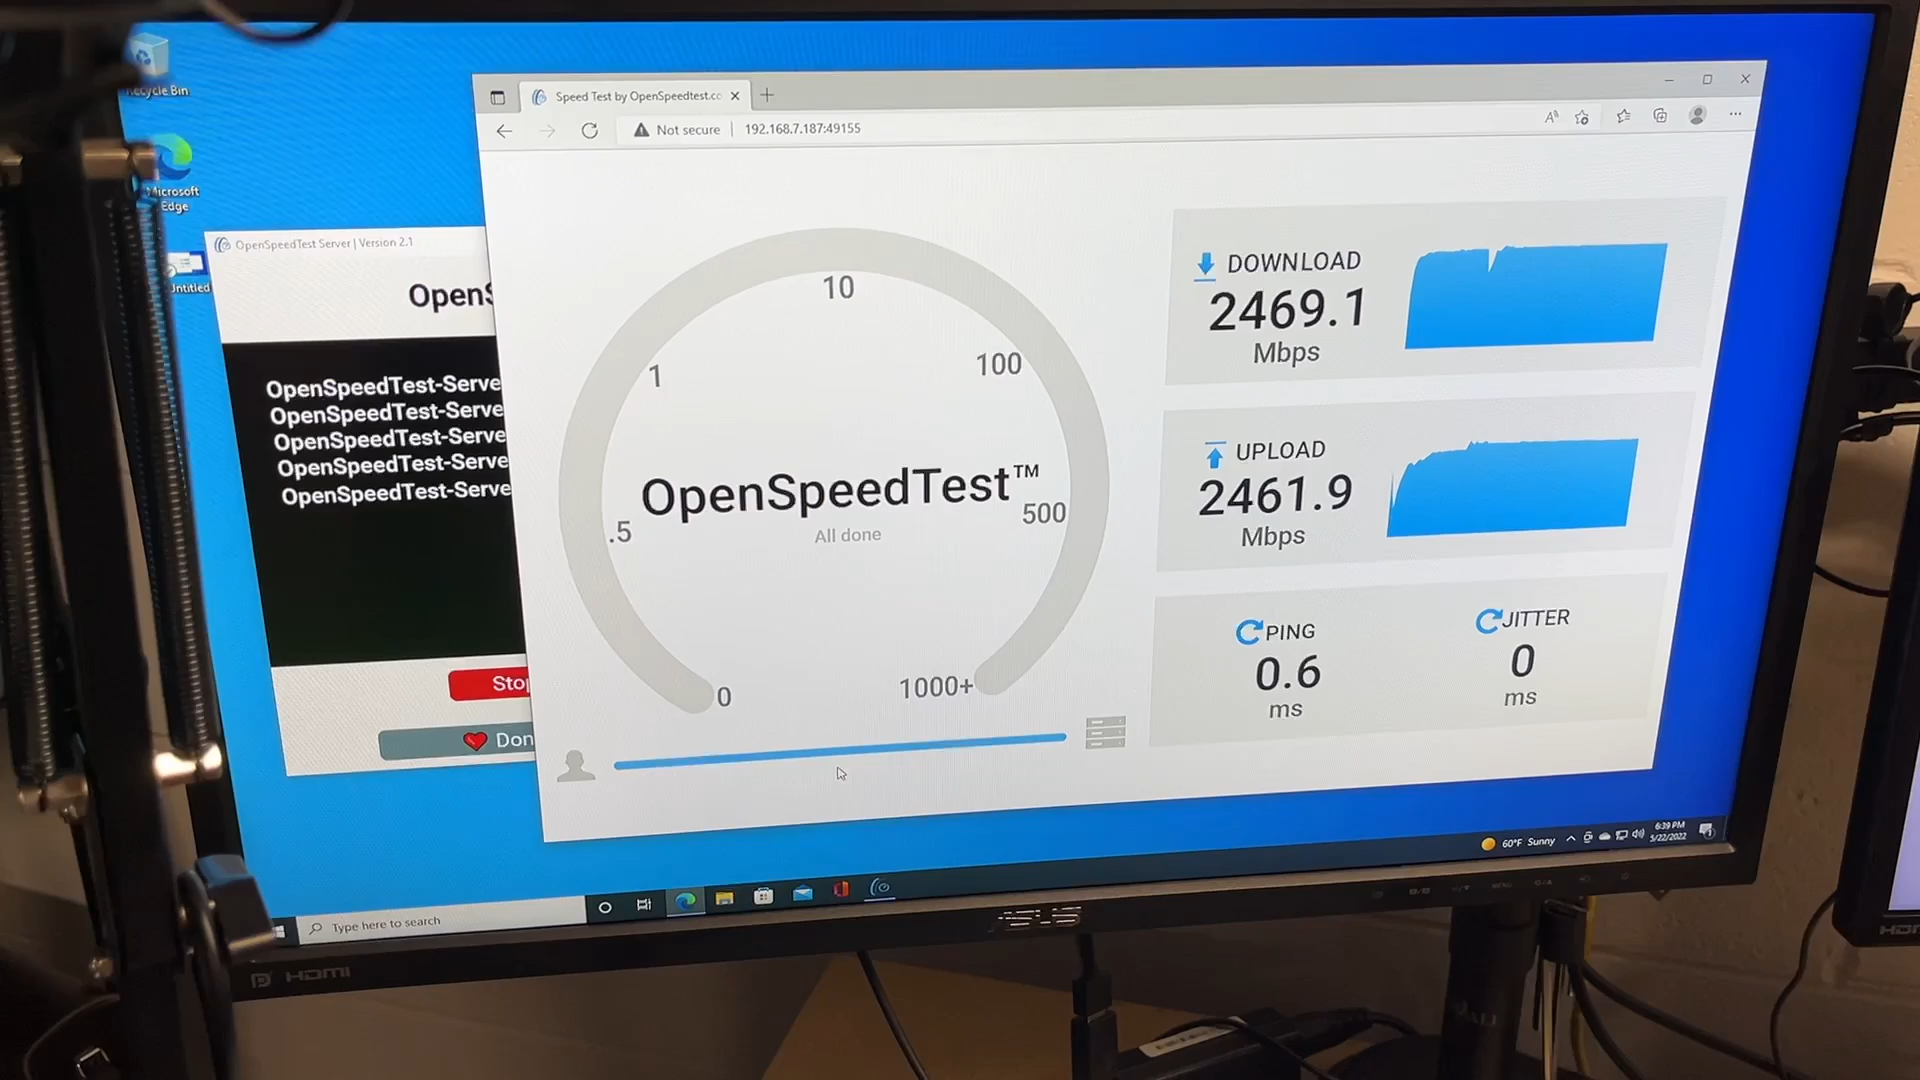 Recycle Bin
Microsoft
Edge
Untitled
OpenSpeedTest Server | Version 2.1
OpenS
OpenSpeedTest-Serve
OpenSpeedTest-Serve
OpenSpeedTest-Serve
OpenSpeedTest-Serve
OpenSpeedTest-Serve
Stop
Don
Speed Test by OpenSpeedtest.co
Not secure | 192.168.7.187:49155
10
1
100
.5
500
0
1000+
OpenSpeedTest™
All done
DOWNLOAD
2469.1
Mbps
UPLOAD
2461.9
Mbps
PING
0.6
ms
JITTER
0
ms
Type here to search
60°F Sunny
6:39 PM
5/22/2022
ASUS
HDMI